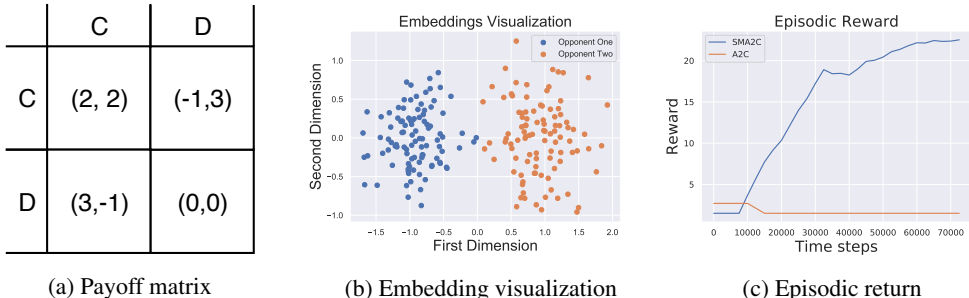 C D
C (2, 2) (-1,3)
D (3,-1) (0,0)
(a) Payoff matrix
Embeddings Visualization
Opponent One
Opponent Two
Second Dimension
1.0
0.5
0.0
−0.5
−1.0
−1.5 −1.0 −0.5 0.0 0.5 1.0 1.5 2.0
First Dimension
(b) Embedding visualization
Episodic Reward
SMA2C
A2C
Reward
20
15
10
5
0 10000 20000 30000 40000 50000 60000 70000
Time steps
(c) Episodic return